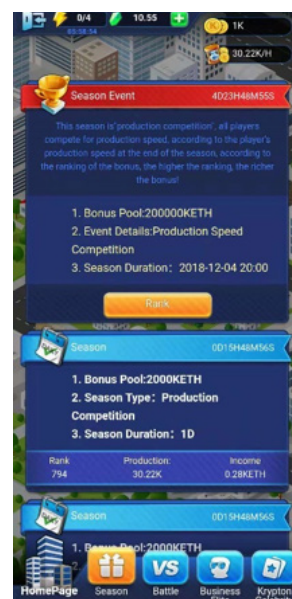 0/4
10.55
1K
03:58:54
30.22K/H
Season Event
4D23H48M55S
This season is"production competition", all players
compete for production speed, according to the player's
production speed at the end of the season, according to
the ranking of the bonus, the higher the ranking, the richer
the bonus!
1. Bonus Pool:200000KETH
2. Event Details:Production Speed
Competition
3. Season Duration：2018-12-04 20:00
Rank
Season
0D15H48M56S
1. Bonus Pool:2000KETH
2. Season Type：Production
Competition
3. Season Duration：1D
Rank
Production:
Income
794
30.22K
0.28KETH
Season
0D15H48M56S
1. Bonus Pool:2000KETH
2.
VS
HomePage
Season
Battle
Business
Krypton